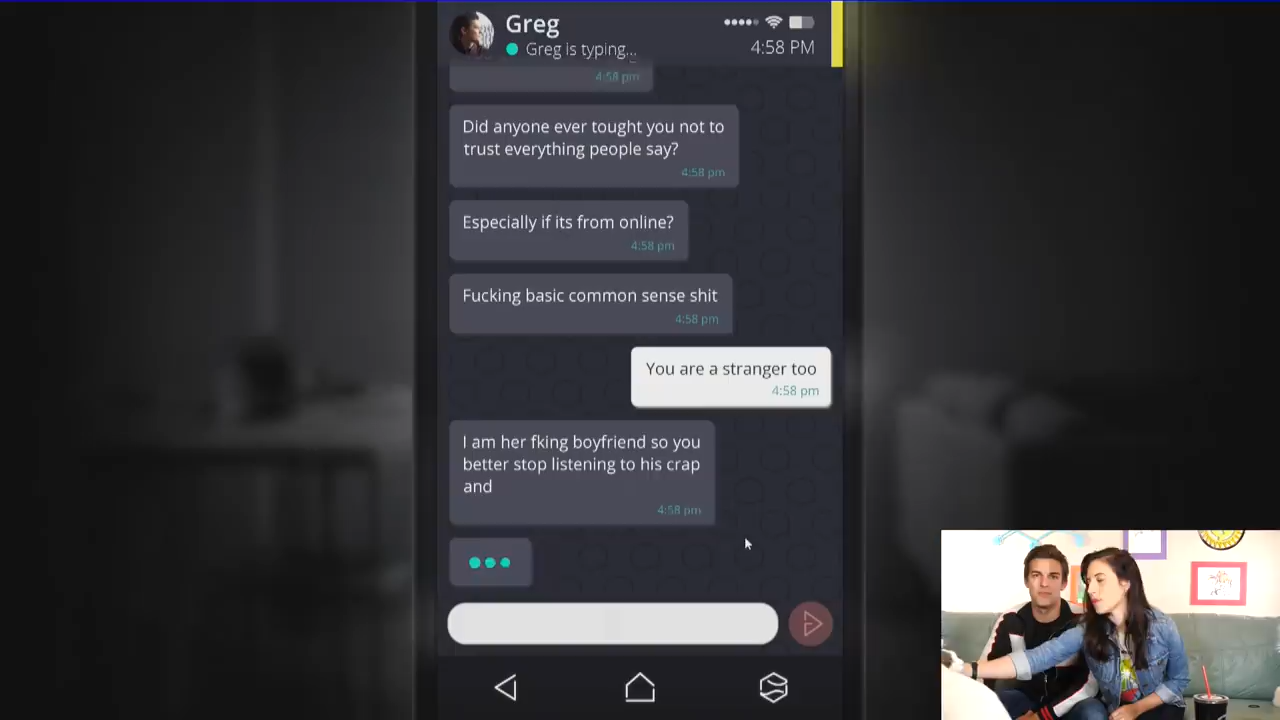 Greg
Greg is typing...
4:58 PM
4:58 pm
Did anyone ever tought you not to
trust everything people say?
4:58 pm
Especially if its from online?
4:58 pm
Fucking basic common sense shit
4:58 pm
You are a stranger too
4:58 pm
I am her fking boyfriend so you
better stop listening to his crap
and
4:58 pm